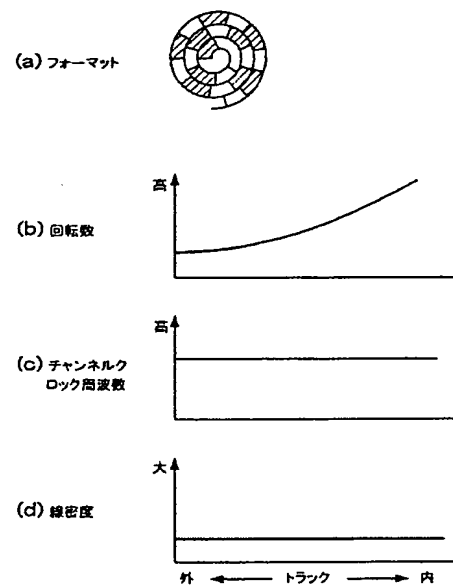 (a) フォーマット
高
(b) 回転数
高
(c) チャンネルク
ロック周波数
大
(d) 線密度
外 ← トラック → 内